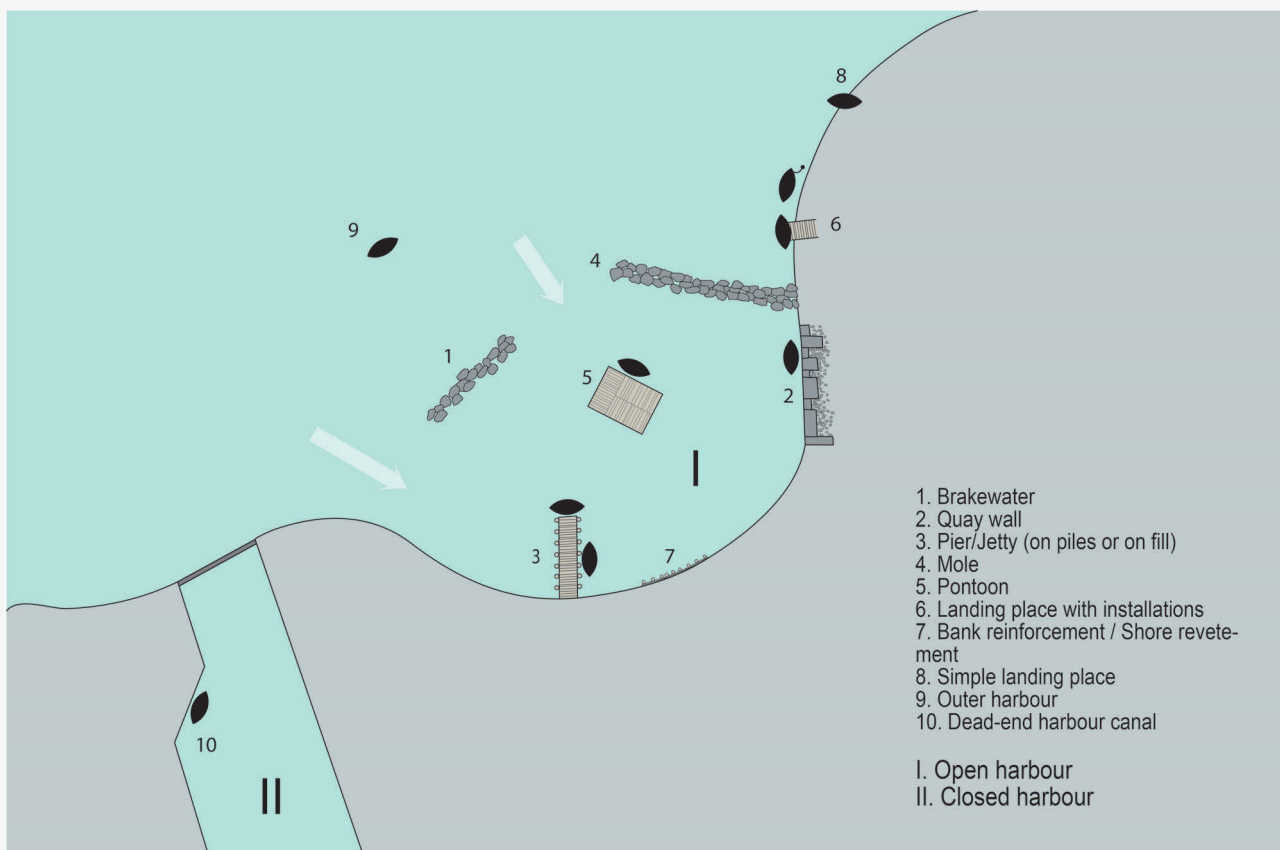 8
9
6
4
1
5
2
I
3
7
10
II
1. Brakewater
2. Quay wall
3. Pier/Jetty (on piles or on fill)
4. Mole
5. Pontoon
6. Landing place with installations
7. Bank reinforcement / Shore revete-
ment
8. Simple landing place
9. Outer harbour
10. Dead-end harbour canal
I. Open harbour
II. Closed harbour